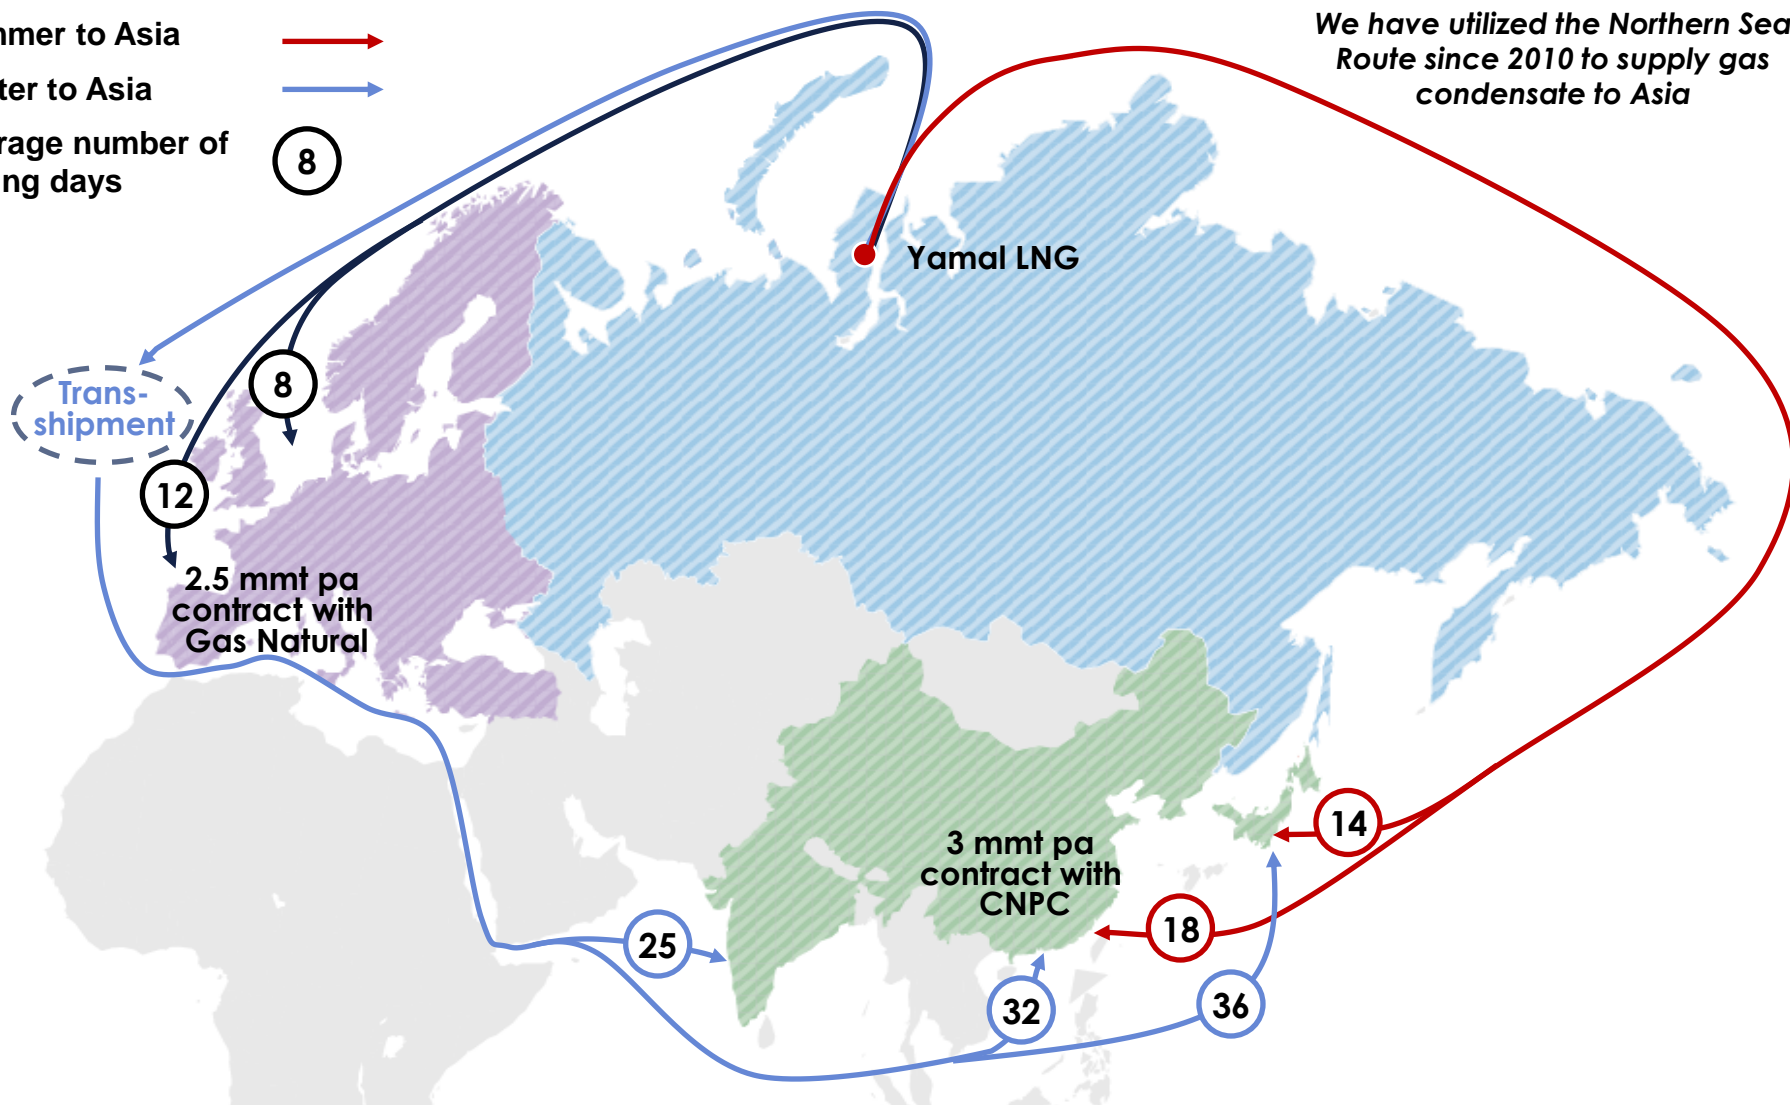 mmer to Asia
ter to Asia
rage number of
ng days
8
We have utilized the Northern Sea
Route since 2010 to supply gas
condensate to Asia
Yamal LNG
8
Trans-
shipment
12
2.5 mmt pa
contract with
Gas Natural
14
3 mmt pa
contract with
CNPC
18
25
32
36